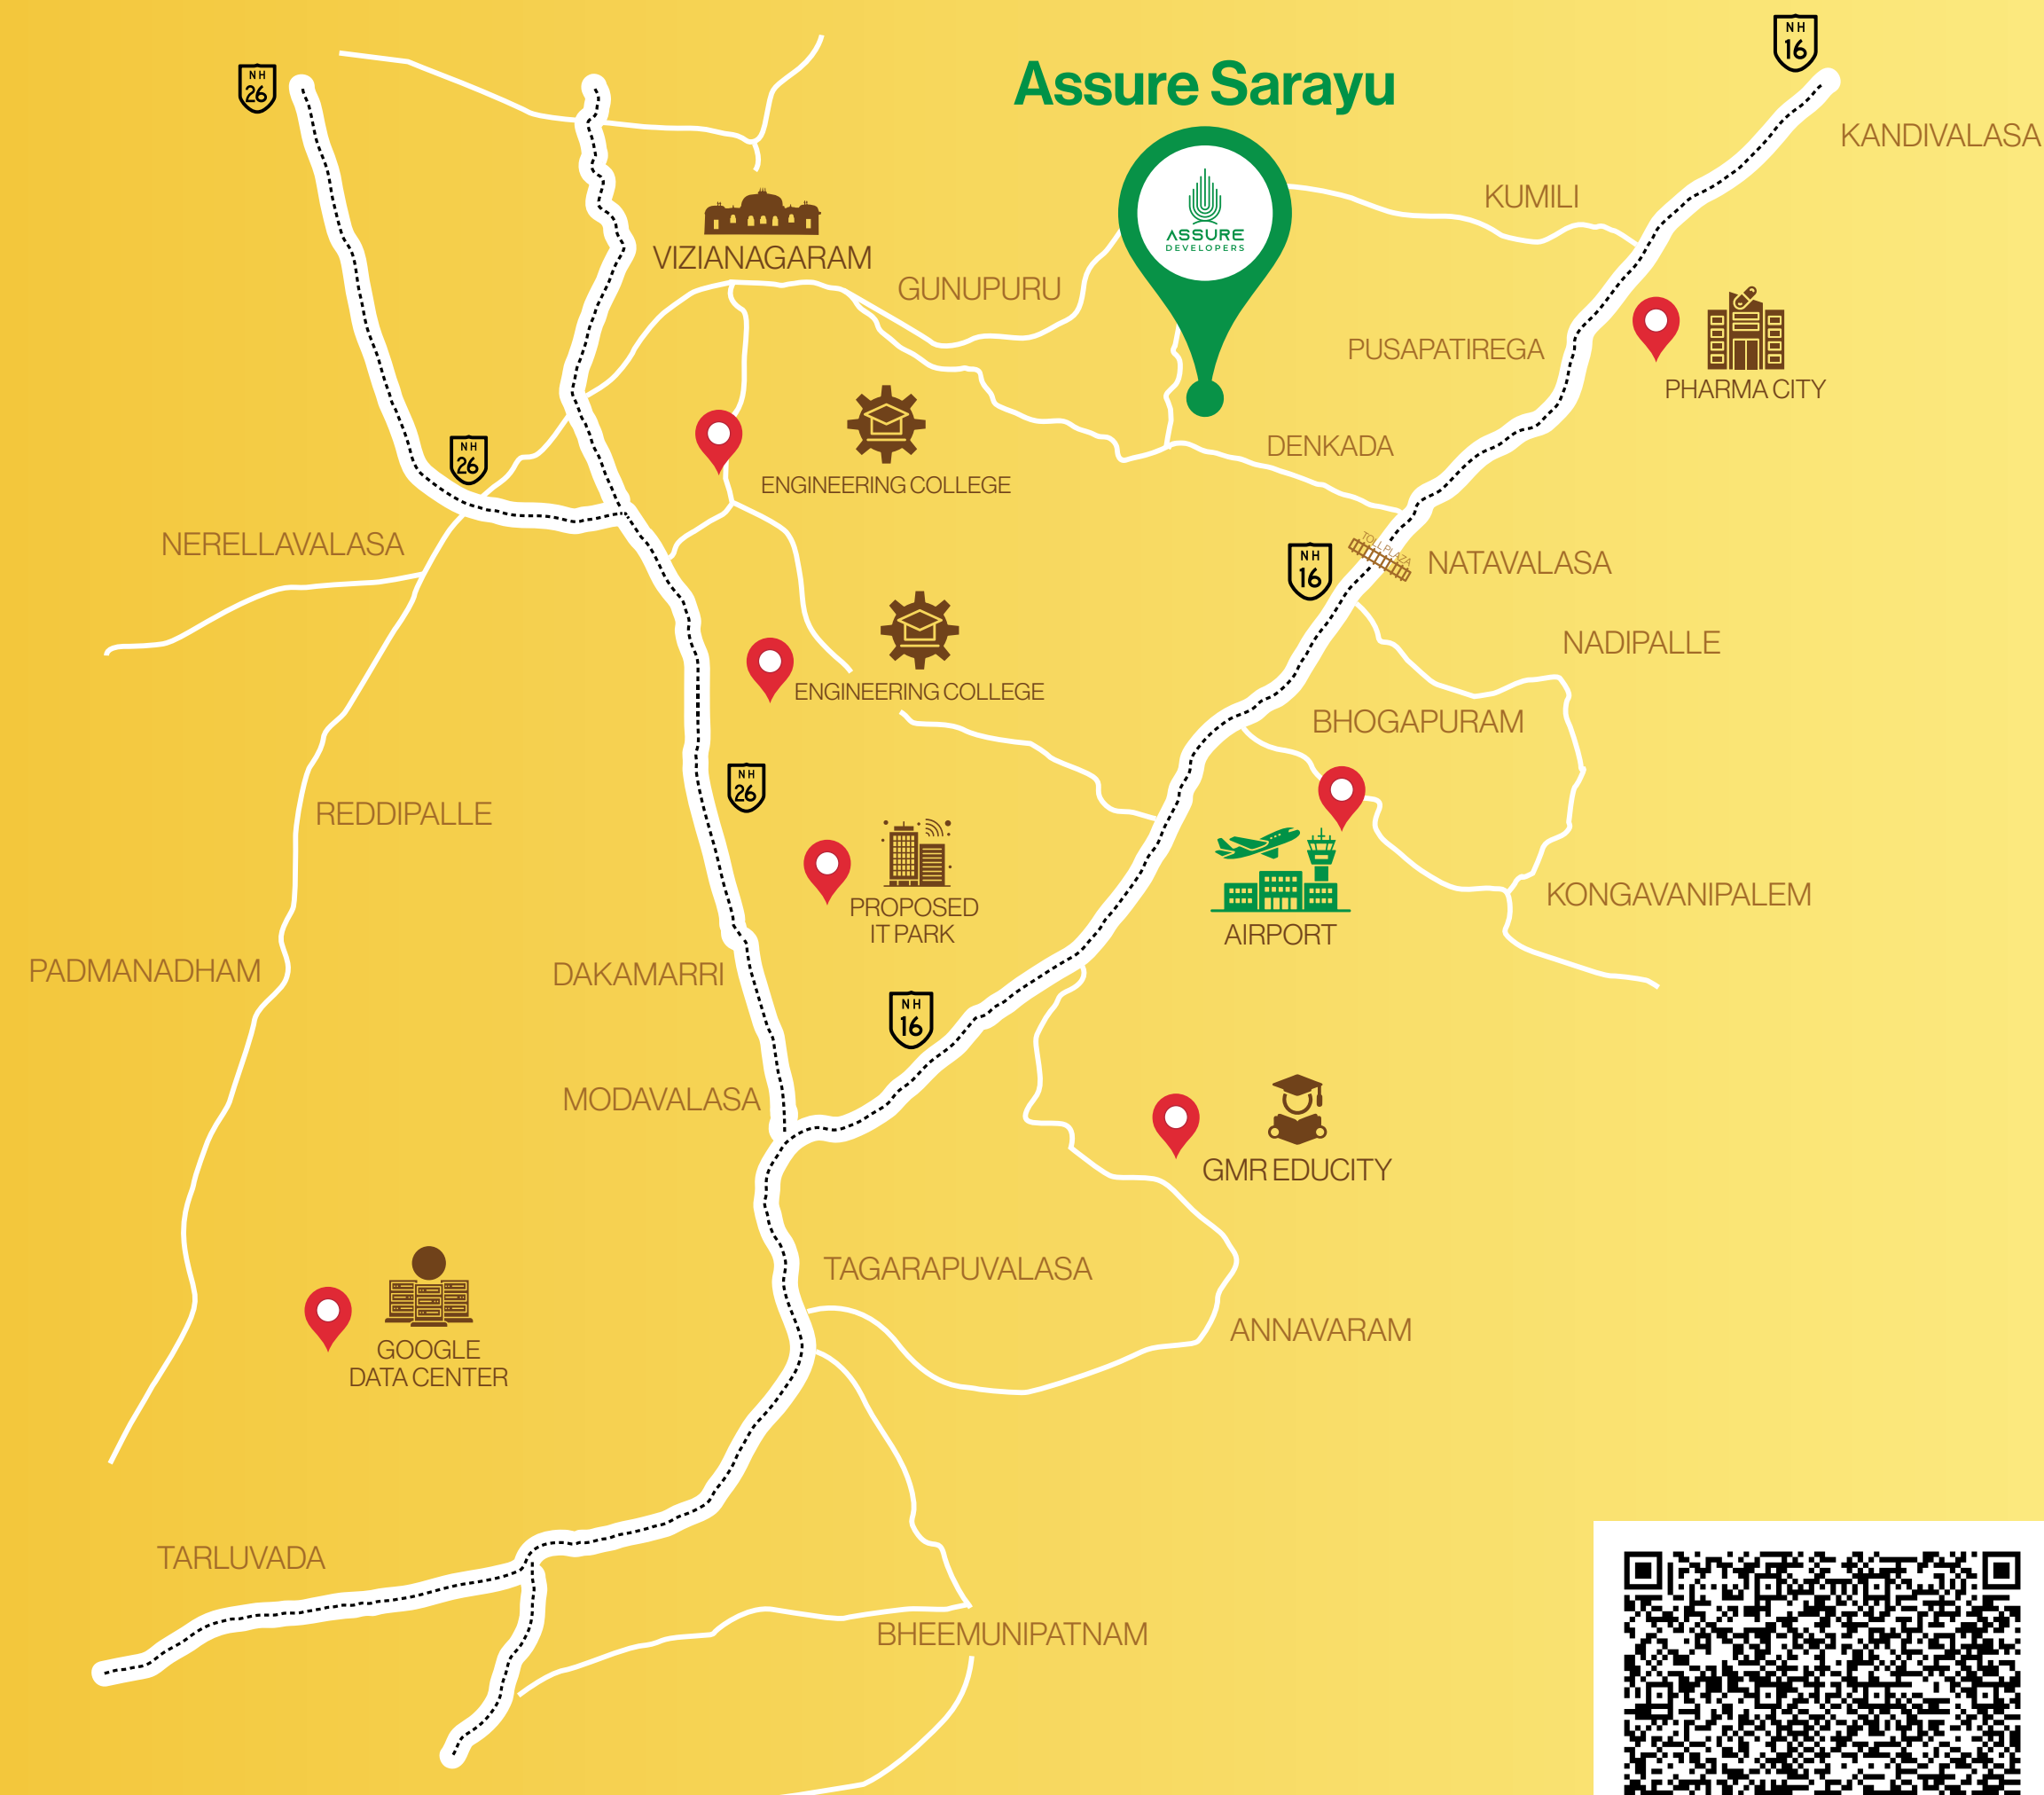 NH
16
Assure Sarayu
NH
26
KANDIVALASA
KUMILI
ASSURE
DEVELOPERS
VIZIANAGARAM
GUNUPURU
PUSAPATIREGA
PHARMA CITY
DENKADA
NH
26
ENGINEERING COLLEGE
NERELLAVALASA
TOLL PLAZA
NH
16
NATAVALASA
NADIPALLE
ENGINEERING COLLEGE
BHOGAPURAM
NH
26
REDDIPALLE
PROPOSED
IT PARK
KONGAVANIPALEM
AIRPORT
PADMANADHAM
DAKAMARRI
NH
16
MODAVALASA
GMR EDUCITY
TAGARAPUVALASA
ANNAVARAM
GOOGLE
DATA CENTER
TARLUVADA
BHEEMUNIPATNAM